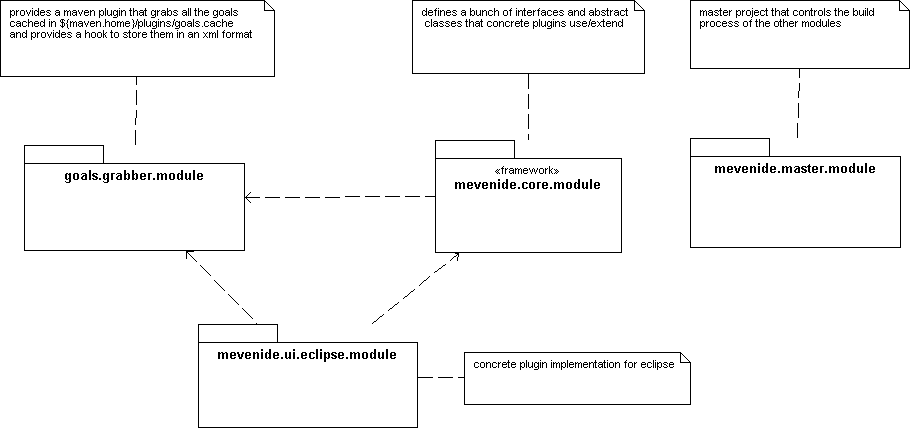 provides a maven plugin that grabs all the goals
cached in ${maven.home}/plugins/goals.cache
and provides a hook to store them in an xml format
defines a bunch of interfaces and abstract
classes that concrete plugins use/extend
master project that controls the build
process of the other modules
goals.grabber.module
«framework»
mevenide.core.module
mevenide.master.module
mevenide.ui.eclipse.module
concrete plugin implementation for eclipse